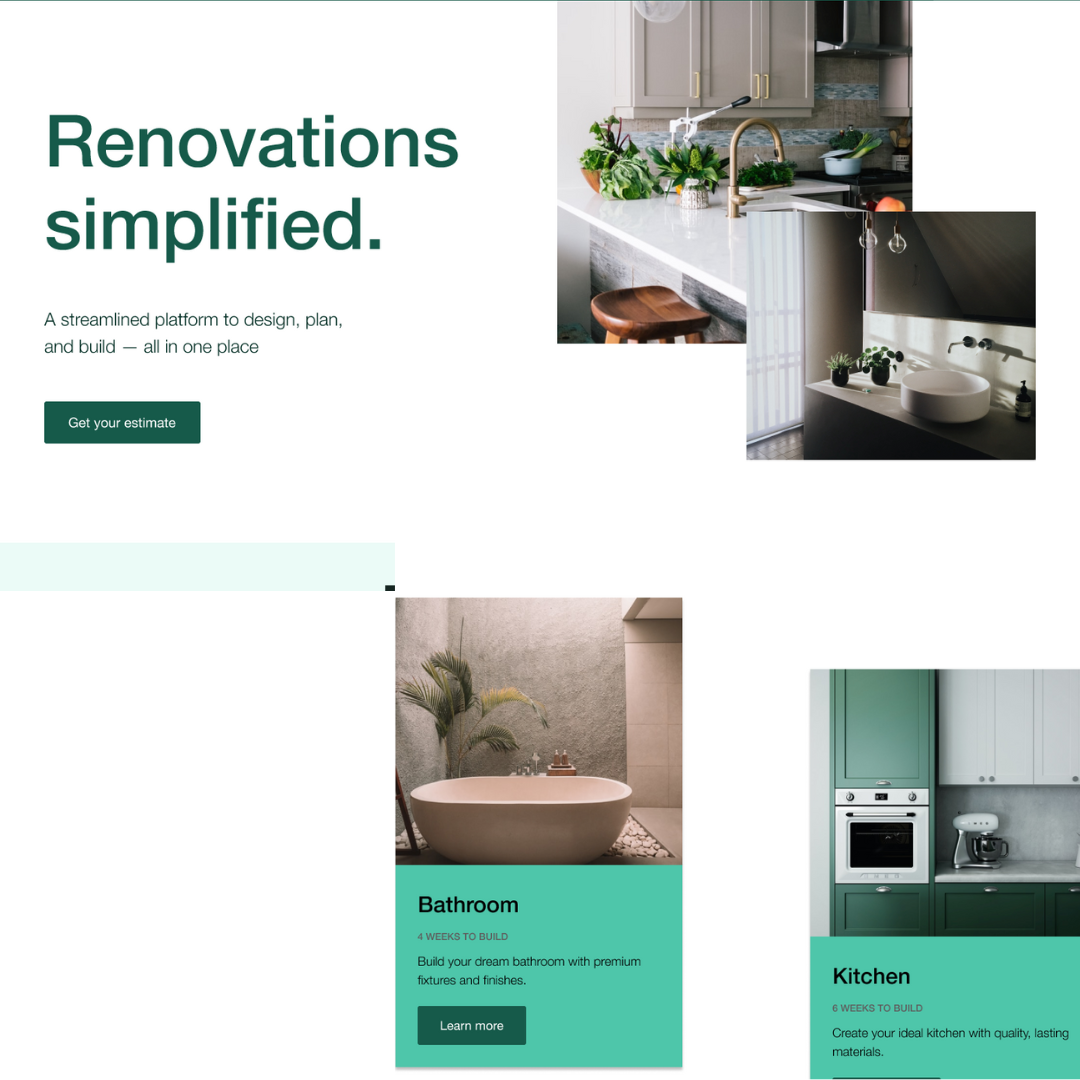 Renovations
simplified.
A streamlined platform to design, plan,
and build — all in one place
Get your estimate
Bathroom
4 WEEKS TO BUILD
Build your dream bathroom with premium
fixtures and finishes.
Learn more
Kitchen
6 WEEKS TO BUILD
Create your ideal kitchen with quality, lasting
materials.